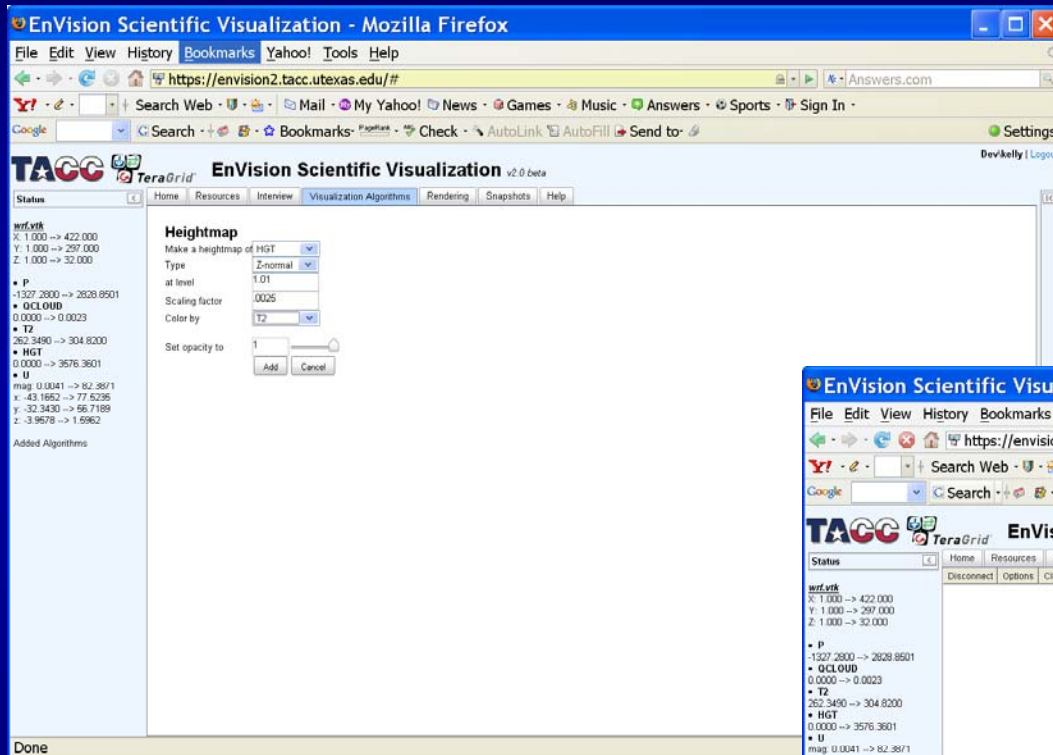 EnVision Scientific Visualization - Mozilla Firefox
File Edit View History Bookmarks Yahoo! Tools Help
https://envision2.tacc.utexas.edu/#
Answers.com
Y! Search Web Mail My Yahoo! News Games Music Answers Sports Sign In
Google Search Bookmarks PageRank Check AutoLink AutoFill Send to Settings
Dev\kelly | Logou
TACC TeraGrid EnVision Scientific Visualization v2.0 beta
Status
Home Resources Interview Visualization Algorithms Rendering Snapshots Help
wrf.vtk
X: 1.000 --> 422.000
Y: 1.000 --> 297.000
Z: 1.000 --> 32.000
• P
-1327.2800 --> 2828.8501
• QCLOUD
0.0000 --> 0.0023
• T2
262.3490 --> 304.8200
• HGT
0.0000 --> 3576.3601
• U
mag: 0.0041 --> 82.3871
x: -43.1652 --> 77.5235
y: -32.3430 --> 56.7189
z: -3.9578 --> 1.5962
Added Algorithms
Heightmap
Make a heightmap of HGT
Type Z-normal
at level 1.01
Scaling factor .0025
Color by T2
Set opacity to 1
Add Cancel
Done
EnVision Scientific Visu
File Edit View History Bookmarks
https://envisio
Y! Search Web
Google Search
TACC TeraGrid EnVis
Status
Home Resources
Disconnect Options Cl
wrf.vtk
X: 1.000 --> 422.000
Y: 1.000 --> 297.000
Z: 1.000 --> 32.000
• P
-1327.2800 --> 2828.8501
• QCLOUD
0.0000 --> 0.0023
• T2
262.3490 --> 304.8200
• HGT
0.0000 --> 3576.3601
• U
mag: 0.0041 --> 82.3871